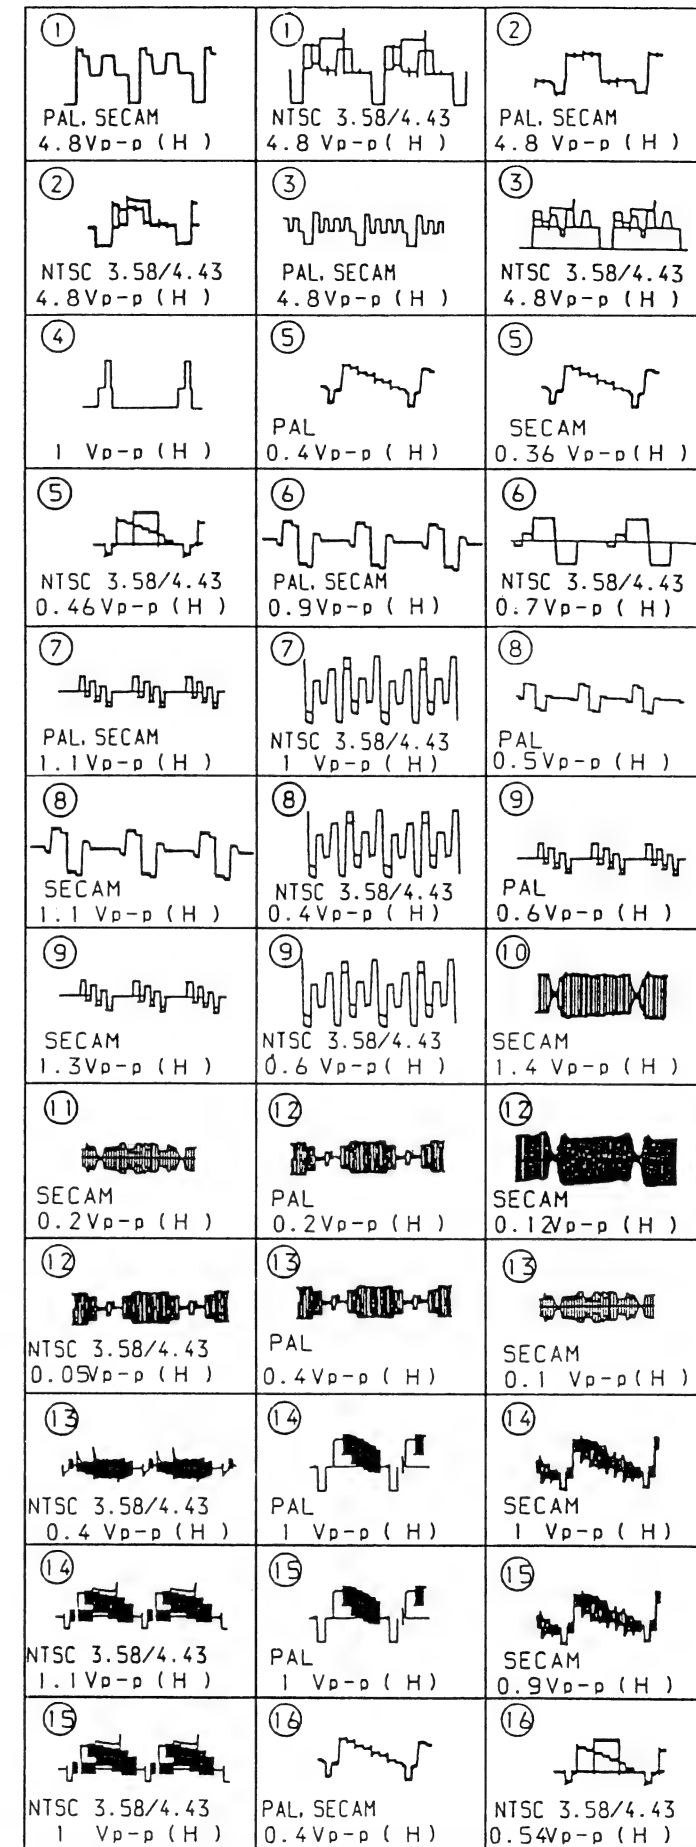 ①
PAL, SECAM
4.8Vp-p ( H )
①
NTSC 3.58/4.43
4.8 Vp-p ( H )
②
PAL, SECAM
4.8 Vp-p ( H )
②
NTSC 3.58/4.43
4.8Vp-p ( H )
③
PAL, SECAM
4.8Vp-p ( H )
③
NTSC 3.58/4.43
4.8Vp-p ( H )
④
1 Vp-p ( H )
⑤
PAL
0.4Vp-p ( H )
⑤
SECAM
0.36 Vp-p ( H )
⑤
NTSC 3.58/4.43
0.46Vp-p ( H )
⑥
PAL, SECAM
0.9Vp-p ( H )
⑥
NTSC 3.58/4.43
0.7Vp-p ( H )
⑦
PAL, SECAM
1.1Vp-p ( H )
⑦
NTSC 3.58/4.43
1 Vp-p ( H )
⑧
PAL
0.5Vp-p ( H )
⑧
SECAM
1.1 Vp-p ( H )
⑧
NTSC 3.58/4.43
0.4Vp-p ( H )
⑨
PAL
0.6Vp-p ( H )
⑨
SECAM
1.3Vp-p ( H )
⑨
NTSC 3.58/4.43
0.6 Vp-p ( H )
⑩
SECAM
1.4 Vp-p ( H )
⑪
SECAM
0.2Vp-p ( H )
⑫
PAL
0.2Vp-p ( H )
⑫
SECAM
0.12Vp-p ( H )
⑫
NTSC 3.58/4.43
0.05Vp-p ( H )
⑬
PAL
0.4Vp-p ( H )
⑬
SECAM
0.1 Vp-p ( H )
⑬
NTSC 3.58/4.43
0.4 Vp-p ( H )
⑭
PAL
1 Vp-p ( H )
⑭
SECAM
1 Vp-p ( H )
⑭
NTSC 3.58/4.43
1.1Vp-p ( H )
⑮
PAL
1 Vp-p ( H )
⑮
SECAM
0.9Vp-p ( H )
⑮
NTSC 3.58/4.43
1 Vp-p ( H )
⑯
PAL, SECAM
0.4Vp-p ( H )
⑯
NTSC 3.58/4.43
0.54Vp-p ( H )